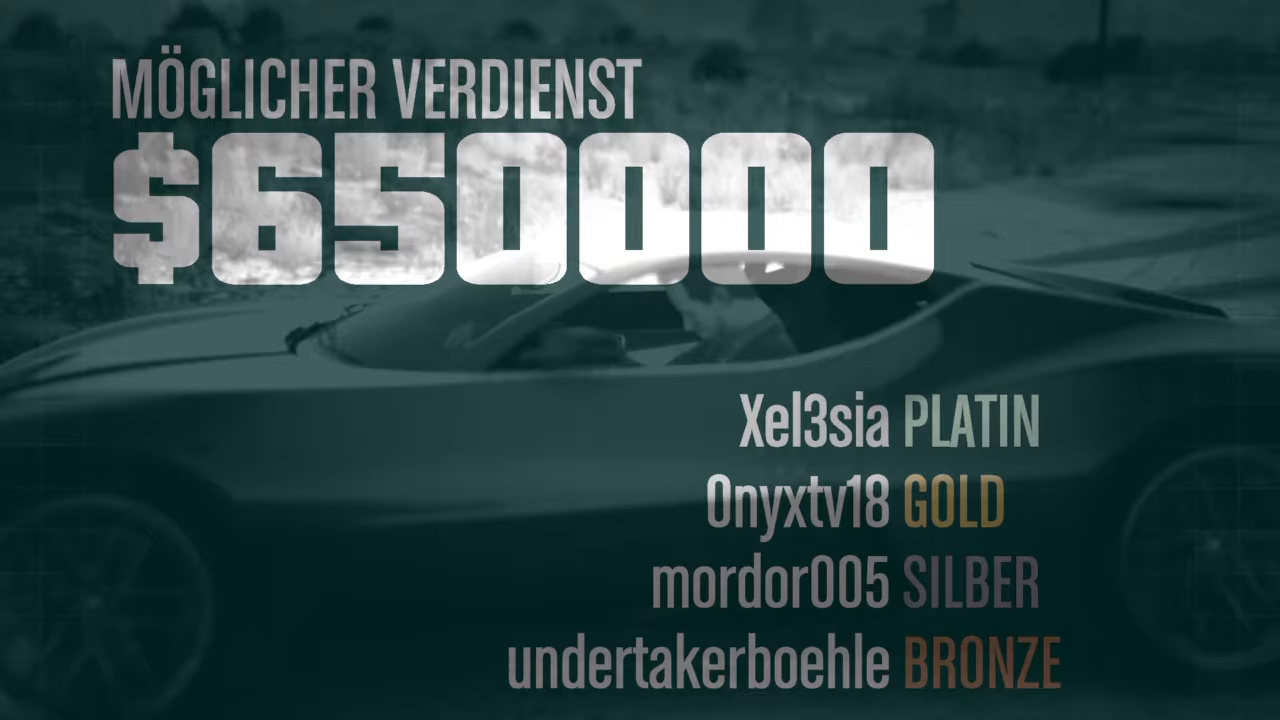 MÖGLICHER VERDIENST
$650000
Xel3sia PLATIN
Onyxtv18 GOLD
mordor005 SILBER
undertakerboehle BRONZE